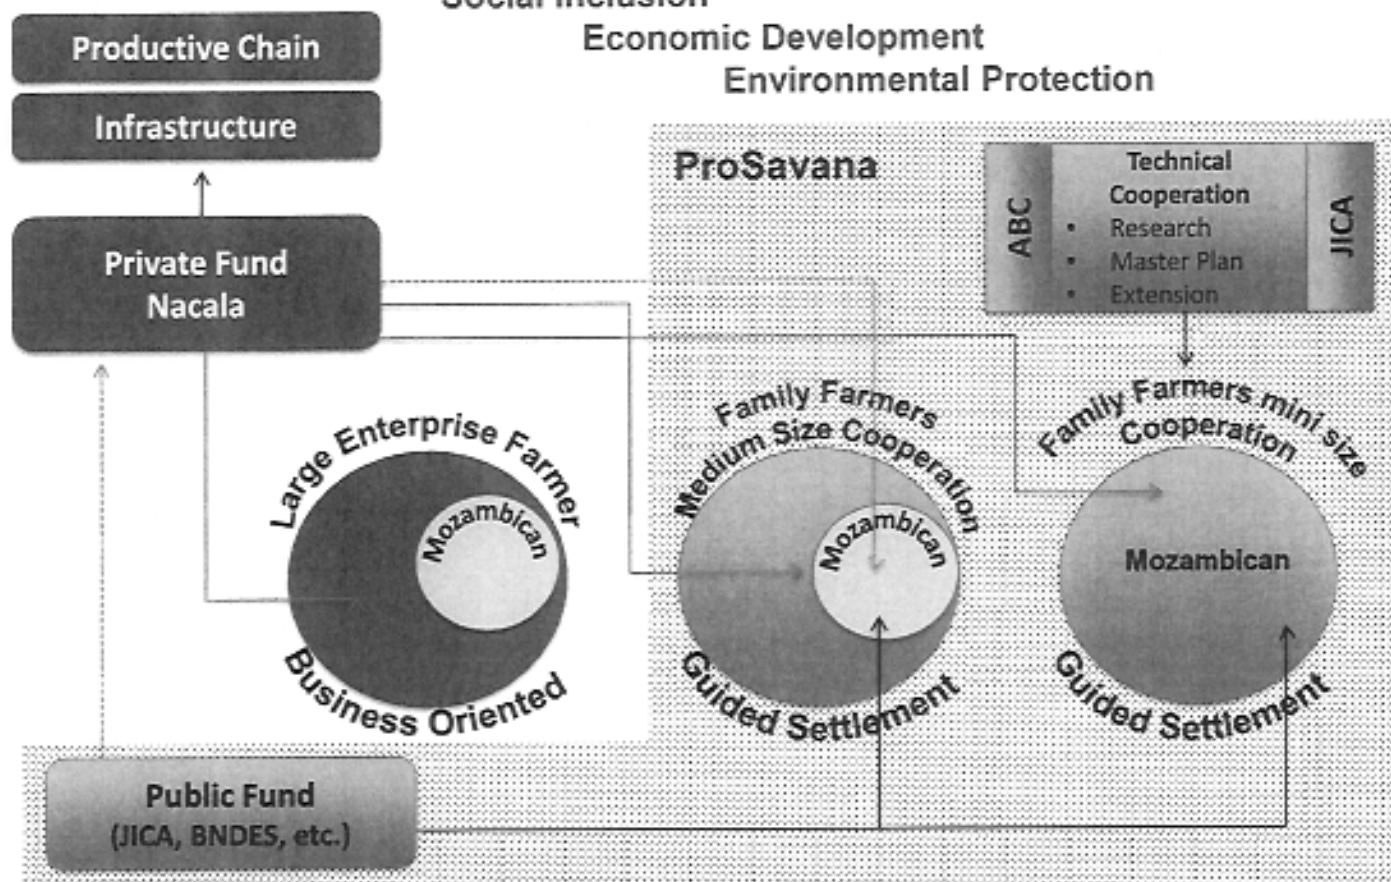 Social Inclusion
Economic Development
Environmental Protection
Productive Chain
Infrastructure
Private Fund
Nacala
ProSavana
ABC
Technical
Cooperation
▪ Research
▪ Master Plan
▪ Extension
JICA
Large Enterprise Farmer
Mozambican
Business Oriented
Family Farmers
Medium Size Cooperation
Mozambican
Guided Settlement
Family Farmers mini size
Cooperation
Mozambican
Guided Settlement
Public Fund
(JICA, BNDES, etc.)